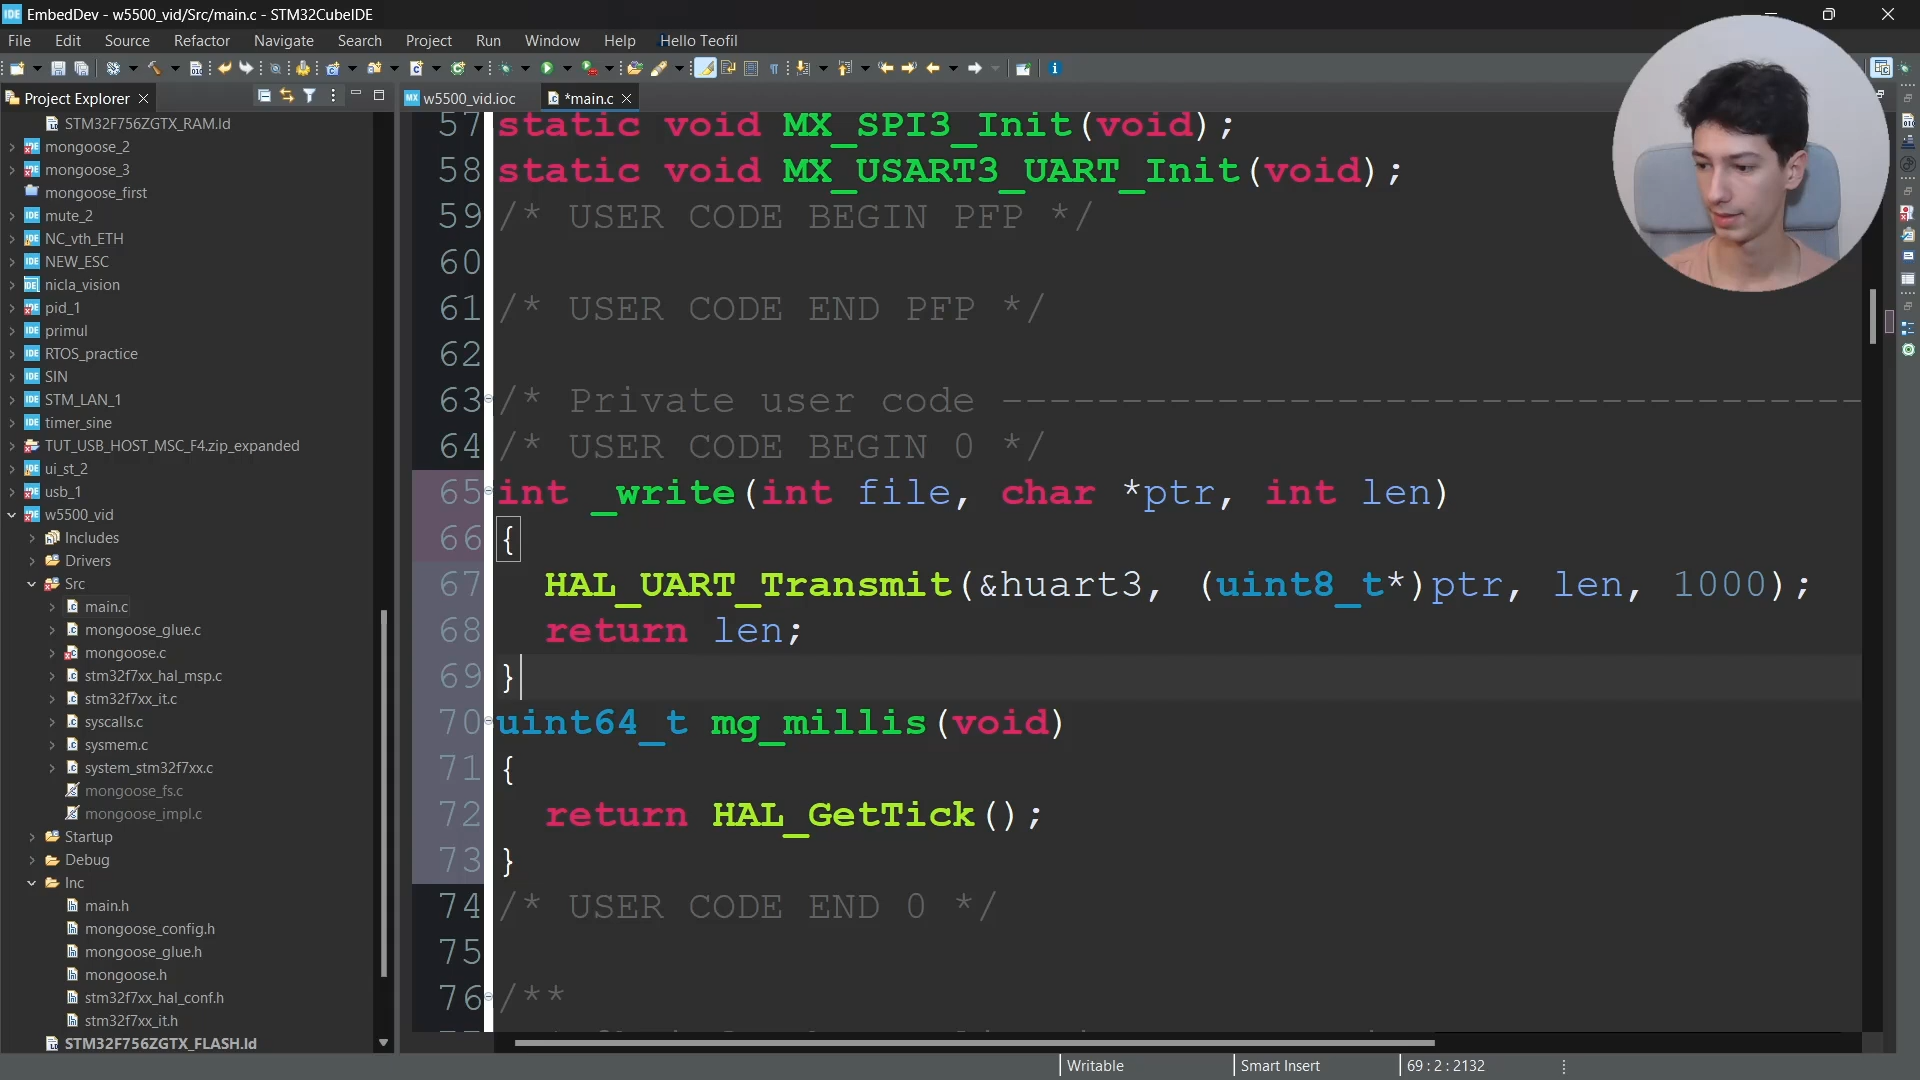 IDE EmbedDev - w5500_vid/Src/main.c - STM32CubeIDE
File Edit Source Refactor Navigate Search Project Run Window Help Hello Teofil
Project Explorer
w5500_vid.ioc
*main.c
STM32F756ZGTX_RAM.ld
mongoose_2
mongoose_3
mongoose_first
mute_2
NC_vth_ETH
NEW_ESC
nicla_vision
pid_1
primul
RTOS_practice
SIN
STM_LAN_1
timer_sine
TUT_USB_HOST_MSC_F4.zip_expanded
ui_st_2
usb_1
w5500_vid
Includes
Drivers
Src
main.c
mongoose_glue.c
mongoose.c
stm32f7xx_hal_msp.c
stm32f7xx_it.c
syscalls.c
sysmem.c
system_stm32f7xx.c
mongoose_fs.c
mongoose_impl.c
Startup
Debug
Inc
main.h
mongoose_config.h
mongoose_glue.h
mongoose.h
stm32f7xx_hal_conf.h
stm32f7xx_it.h
STM32F756ZGTX_FLASH.ld
57 static void MX_SPI3_Init(void);
58 static void MX_USART3_UART_Init(void);
59 /* USER CODE BEGIN PFP */
60
61 /* USER CODE END PFP */
62
63 /* Private user code ------------------------------------
64 /* USER CODE BEGIN 0 */
65 int _write(int file, char *ptr, int len)
66 {
67 HAL_UART_Transmit(&huart3, (uint8_t*)ptr, len, 1000);
68 return len;
69 }
70 uint64_t mg_millis(void)
71 {
72 return HAL_GetTick();
73 }
74 /* USER CODE END 0 */
75
76 /**
Writable Smart Insert 69 : 2 : 2132